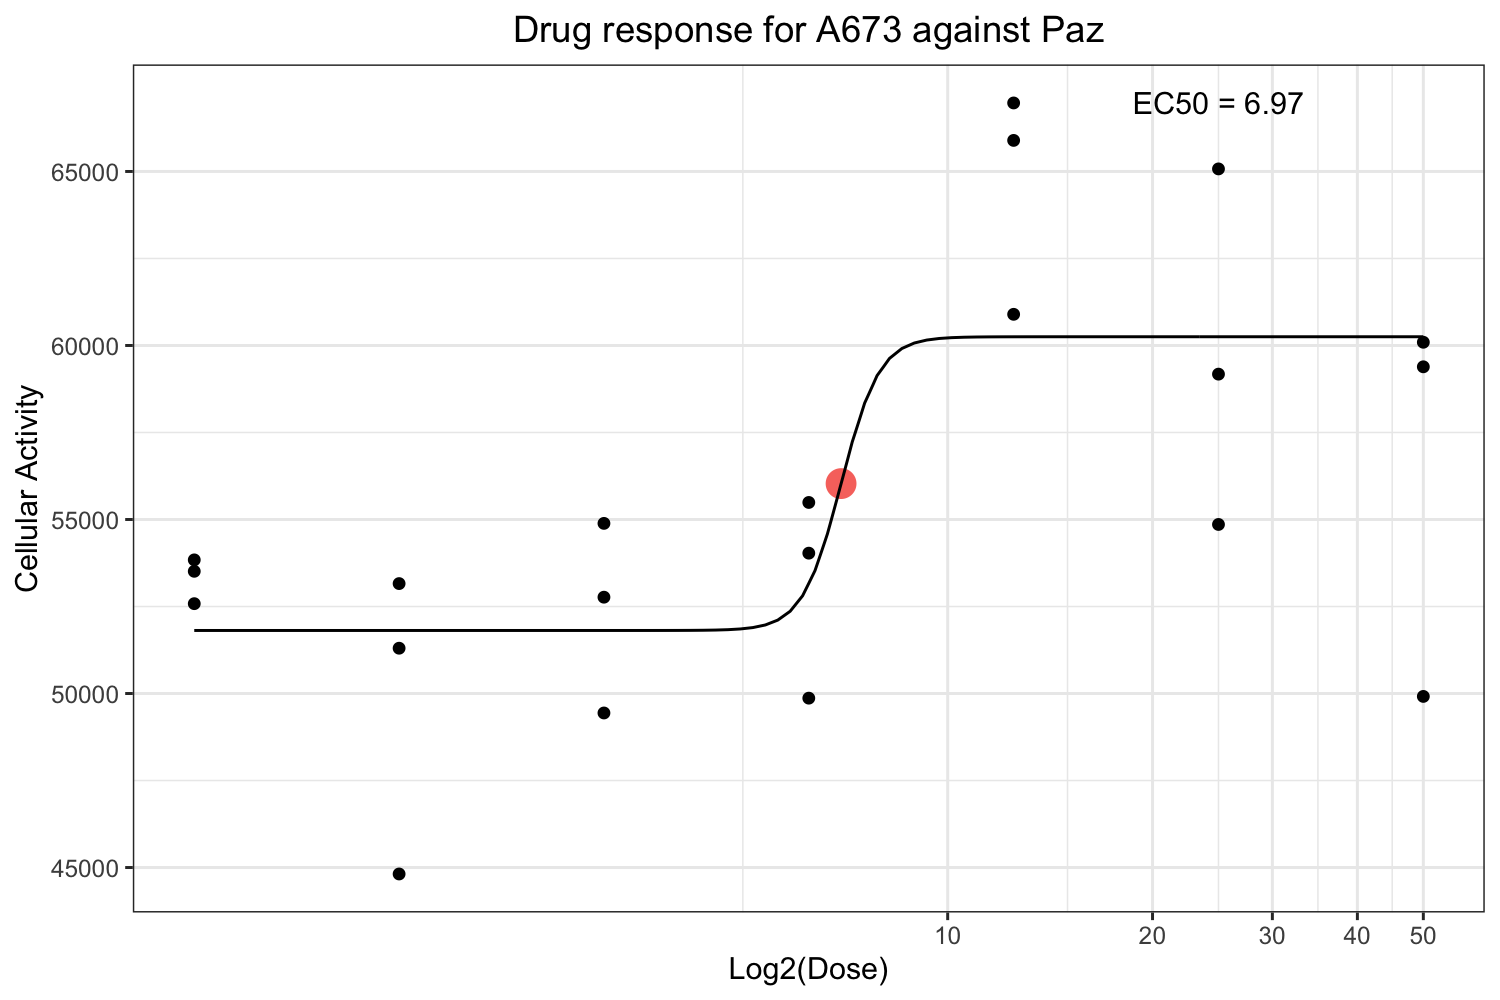 Drug response for A673 against Paz
EC50 = 6.97
65000
60000
55000
50000
45000
Cellular Activity
10 20 30 40 50
Log2(Dose)